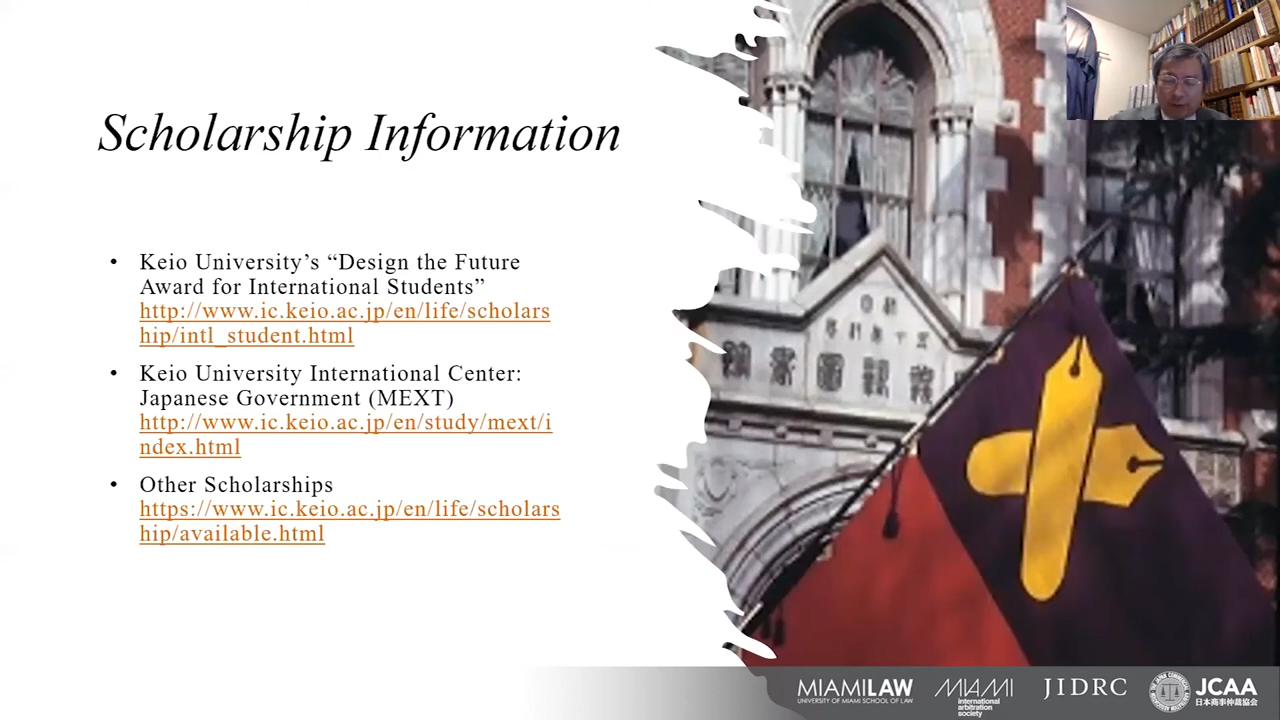 Scholarship Information
Keio University’s “Design the Future
Award for International Students”
http://www.ic.keio.ac.jp/en/life/scholars
hip/intl_student.html
Keio University International Center:
Japanese Government (MEXT)
http://www.ic.keio.ac.jp/en/study/mext/i
ndex.html
Other Scholarships
https://www.ic.keio.ac.jp/en/life/scholars
hip/available.html
MIAMILAW
UNIVERSITY OF MIAMI SCHOOL OF LAW
MIAMI
international
arbitration
society
JIDRC
JCAA
日本商事仲裁協会